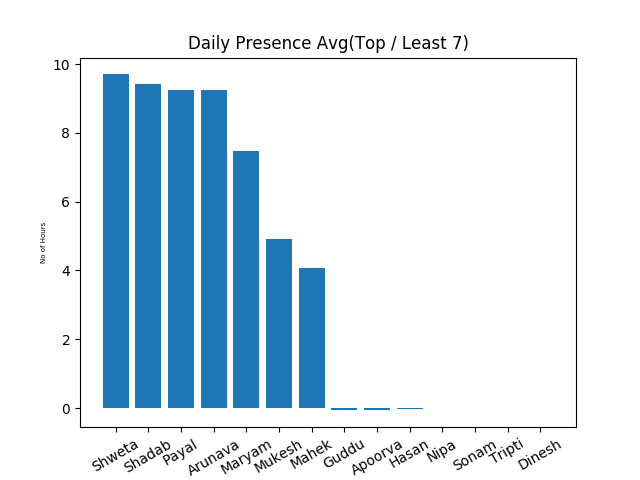 Daily Presence Avg(Top / Least 7)
10
8
6
4
2
0
No of Hours
Shweta
Shadab
Payal
Arunava
Maryam
Mukesh
Mahek
Guddu
Apoorva
Hasan
Nipa
Sonam
Tripti
Dinesh